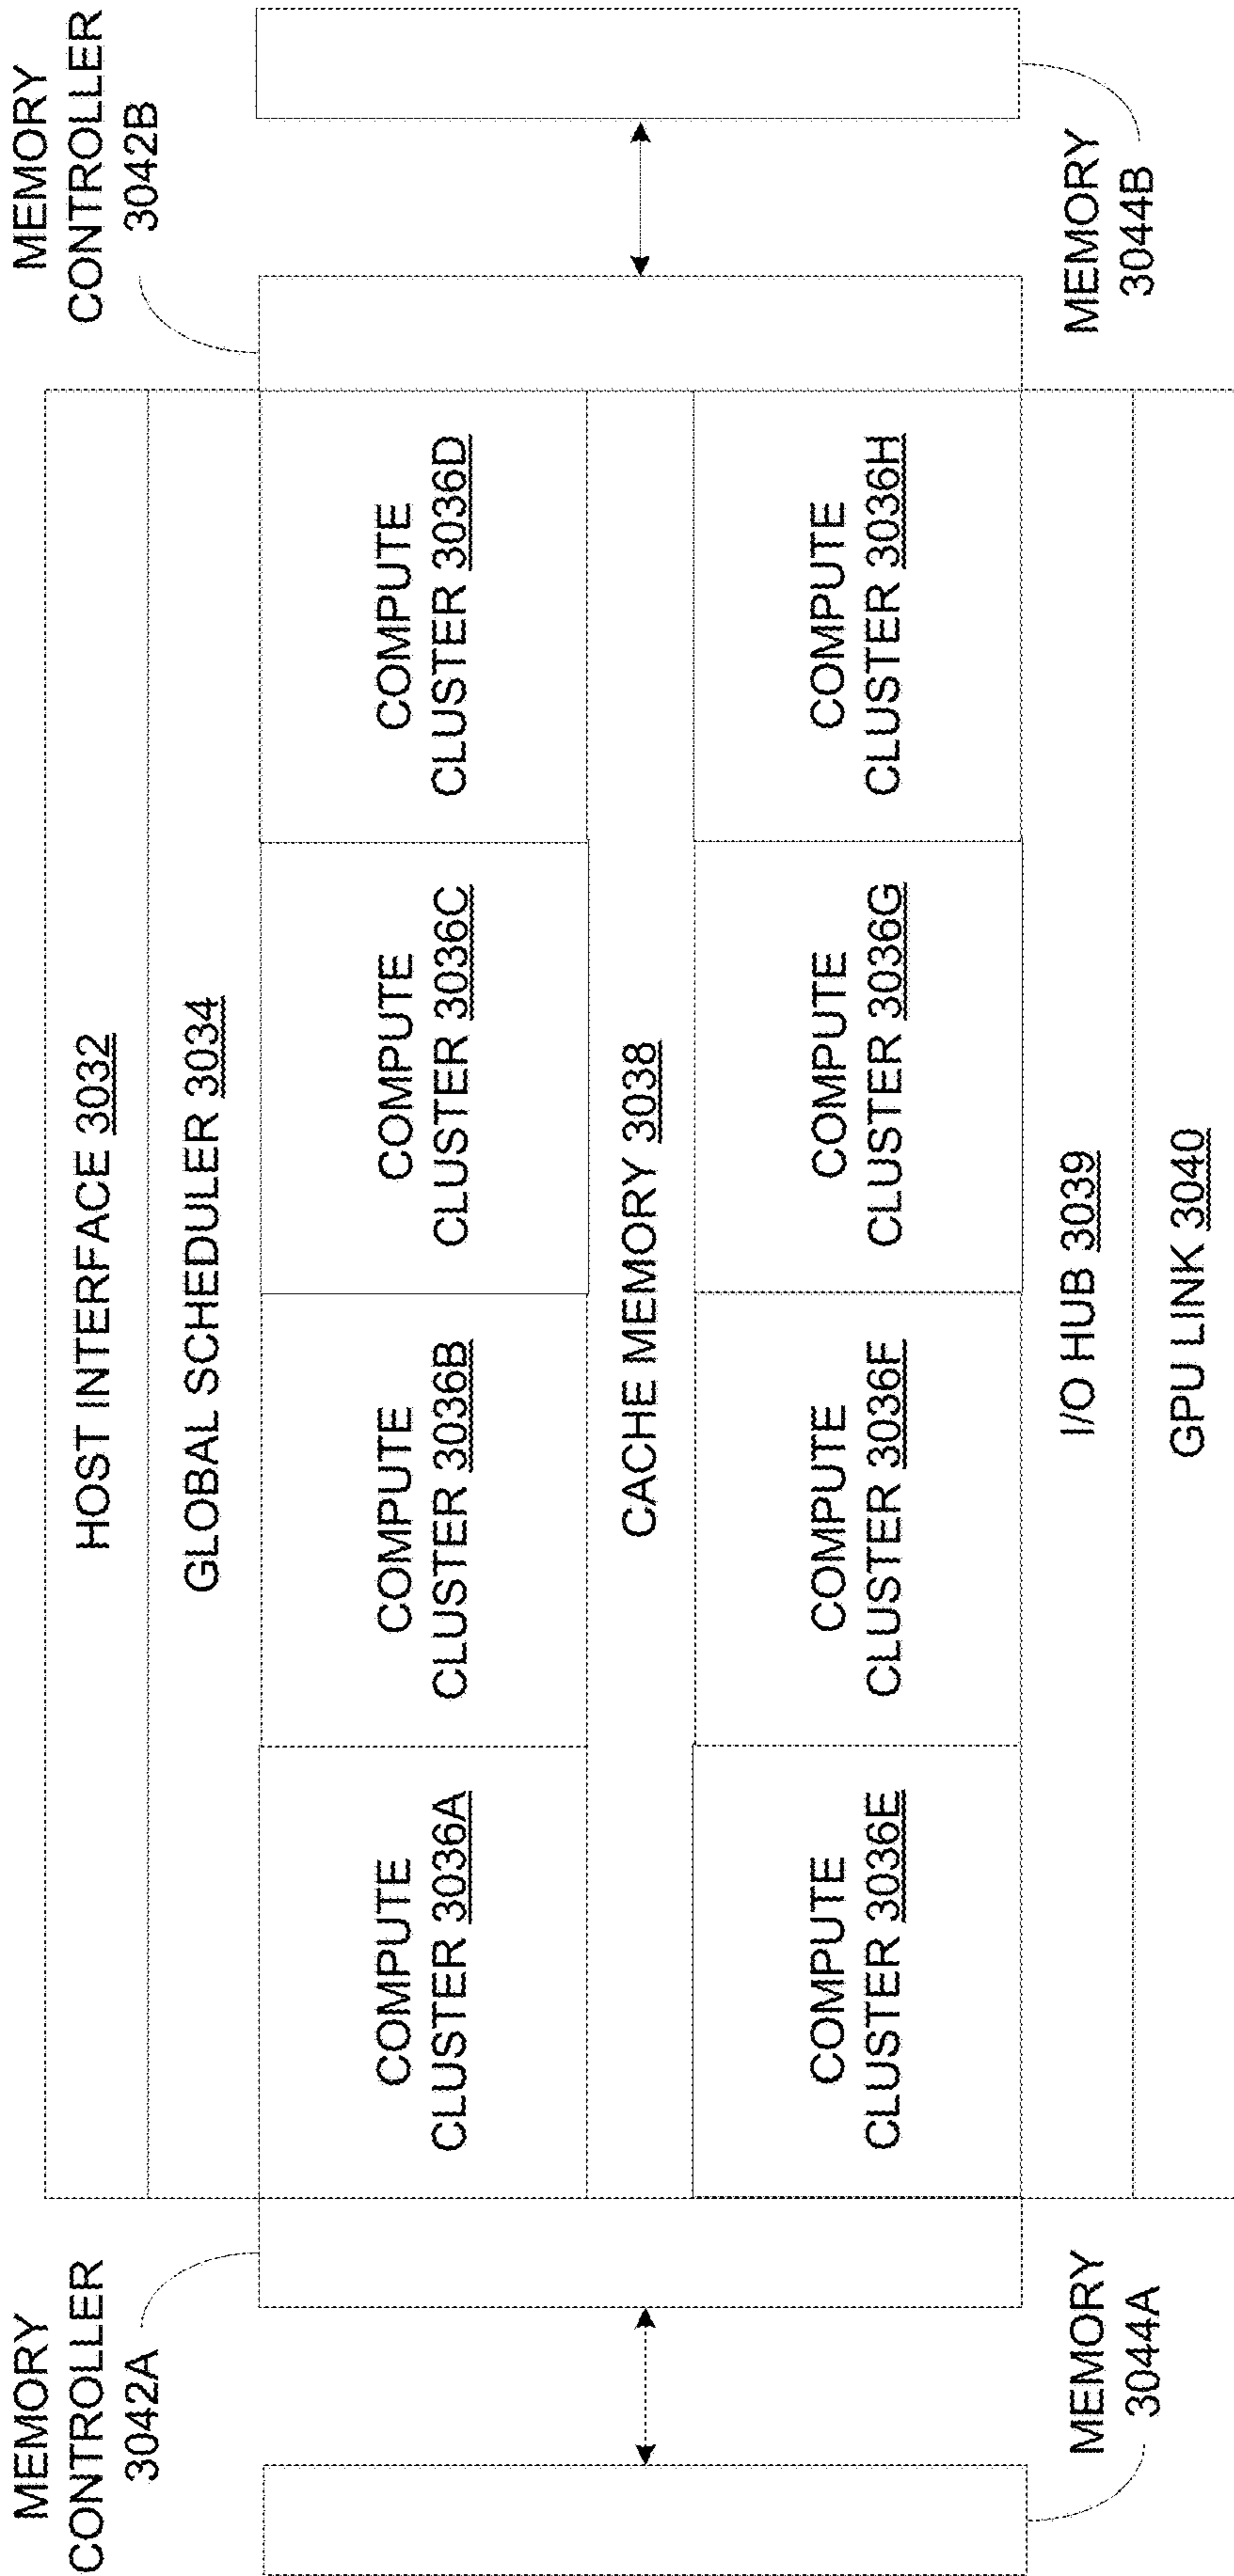 MEMORY
CONTROLLER
3042A
MEMORY
CONTROLLER
3042B
HOST INTERFACE 3032
GLOBAL SCHEDULER 3034
COMPUTE
CLUSTER 3036A
COMPUTE
CLUSTER 3036B
COMPUTE
CLUSTER 3036C
COMPUTE
CLUSTER 3036D
CACHE MEMORY 3038
COMPUTE
CLUSTER 3036E
COMPUTE
CLUSTER 3036F
COMPUTE
CLUSTER 3036G
COMPUTE
CLUSTER 3036H
I/O HUB 3039
GPU LINK 3040
MEMORY
3044A
MEMORY
3044B